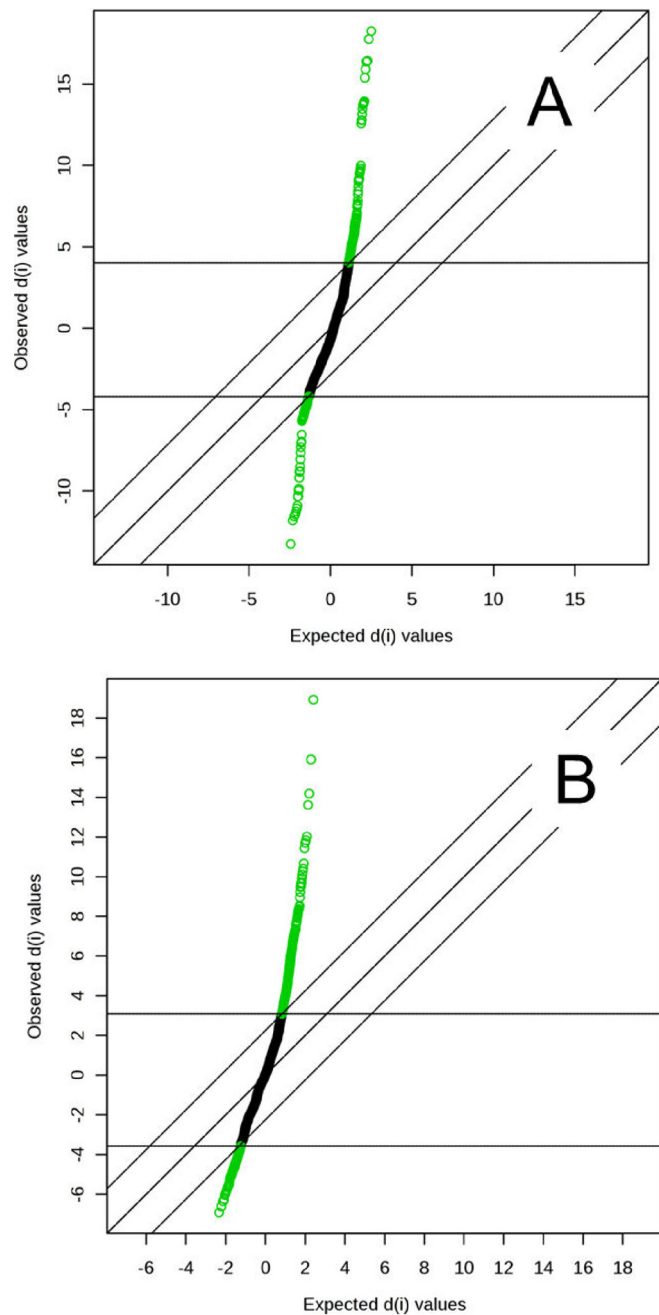 A
Observed d(i) values
15
10
5
0
-5
-10
-10 -5 0 5 10 15
Expected d(i) values
B
Observed d(i) values
18
16
14
12
10
8
6
4
2
0
-2
-4
-6
-6 -4 -2 0 2 4 6 8 10 12 14 16 18
Expected d(i) values